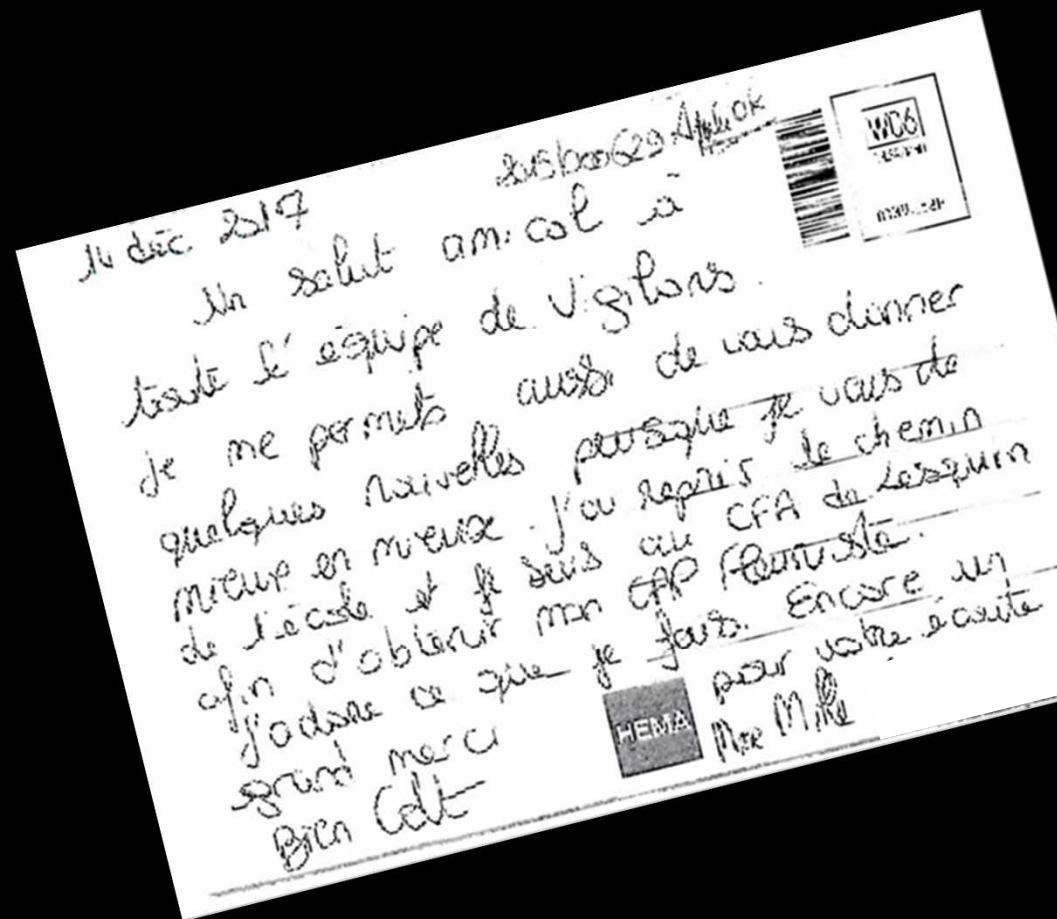 14 déc 2017
Un salut amical à
toute l'équipe de Vigilans.
je me permets aussi de vous donner
quelques nouvelles puisque je vais de
mieux en mieux. J'ai repris le chemin
de l'école et je suis au CFA de Lesquin
afin d'obtenir mon CAP fleuriste.
J'adore ce que je fais. Encore un
grand merci pour votre écoute
Bien Cdt
HEMA
WC6